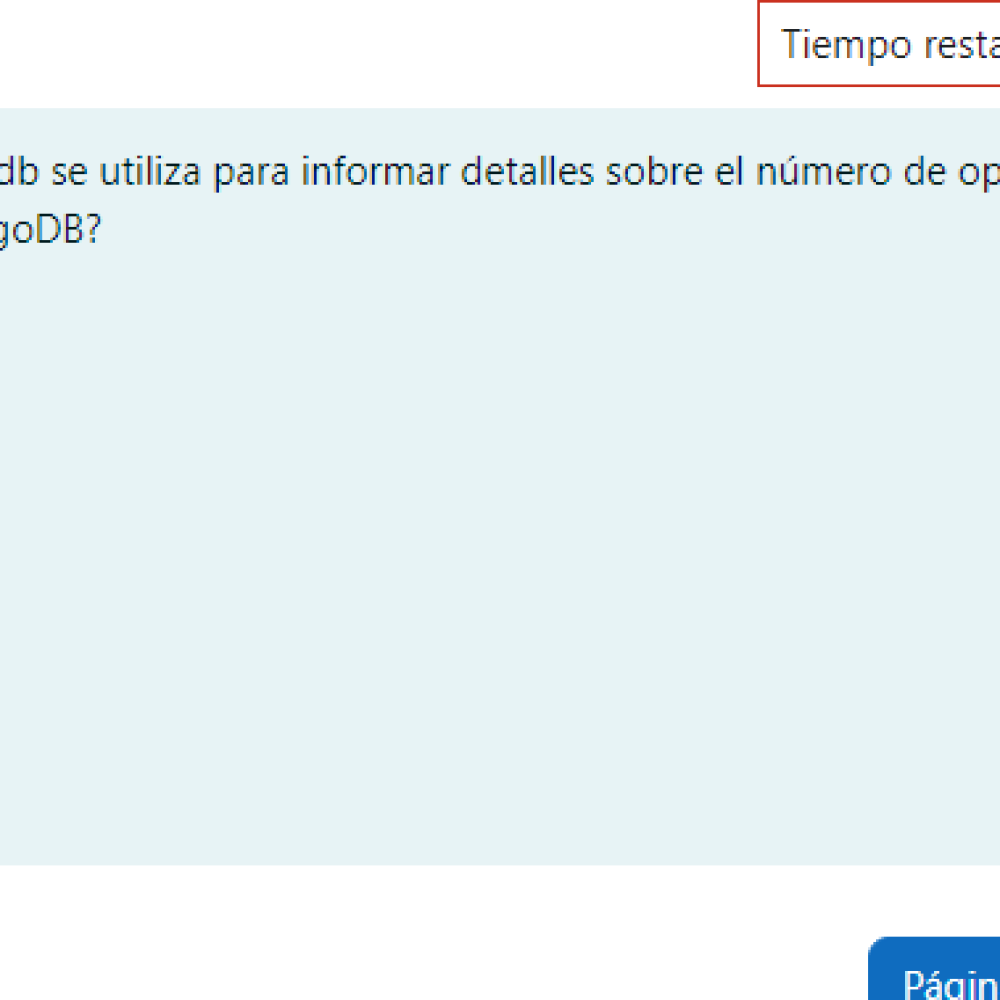 Tiempo resta
db se utiliza para informar detalles sobre el número de op
goDB?
Págin